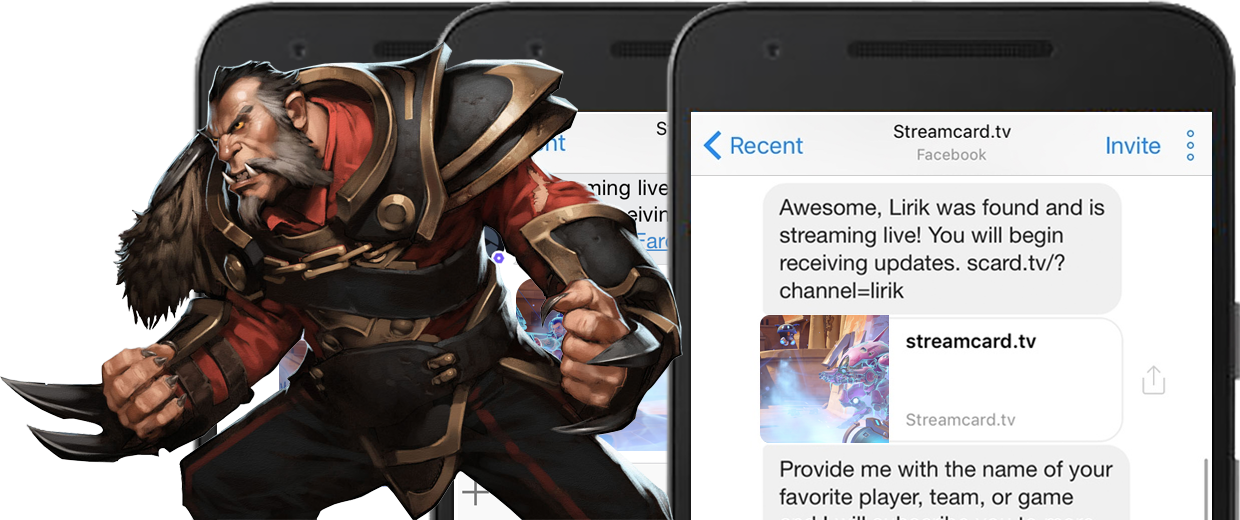 Recent
Streamcard.tv
Facebook
Invite
Awesome, Lirik was found and is
streaming live! You will begin
receiving updates. scard.tv/?
channel=lirik
streamcard.tv
Streamcard.tv
Provide me with the name of your
favorite player, team, or game